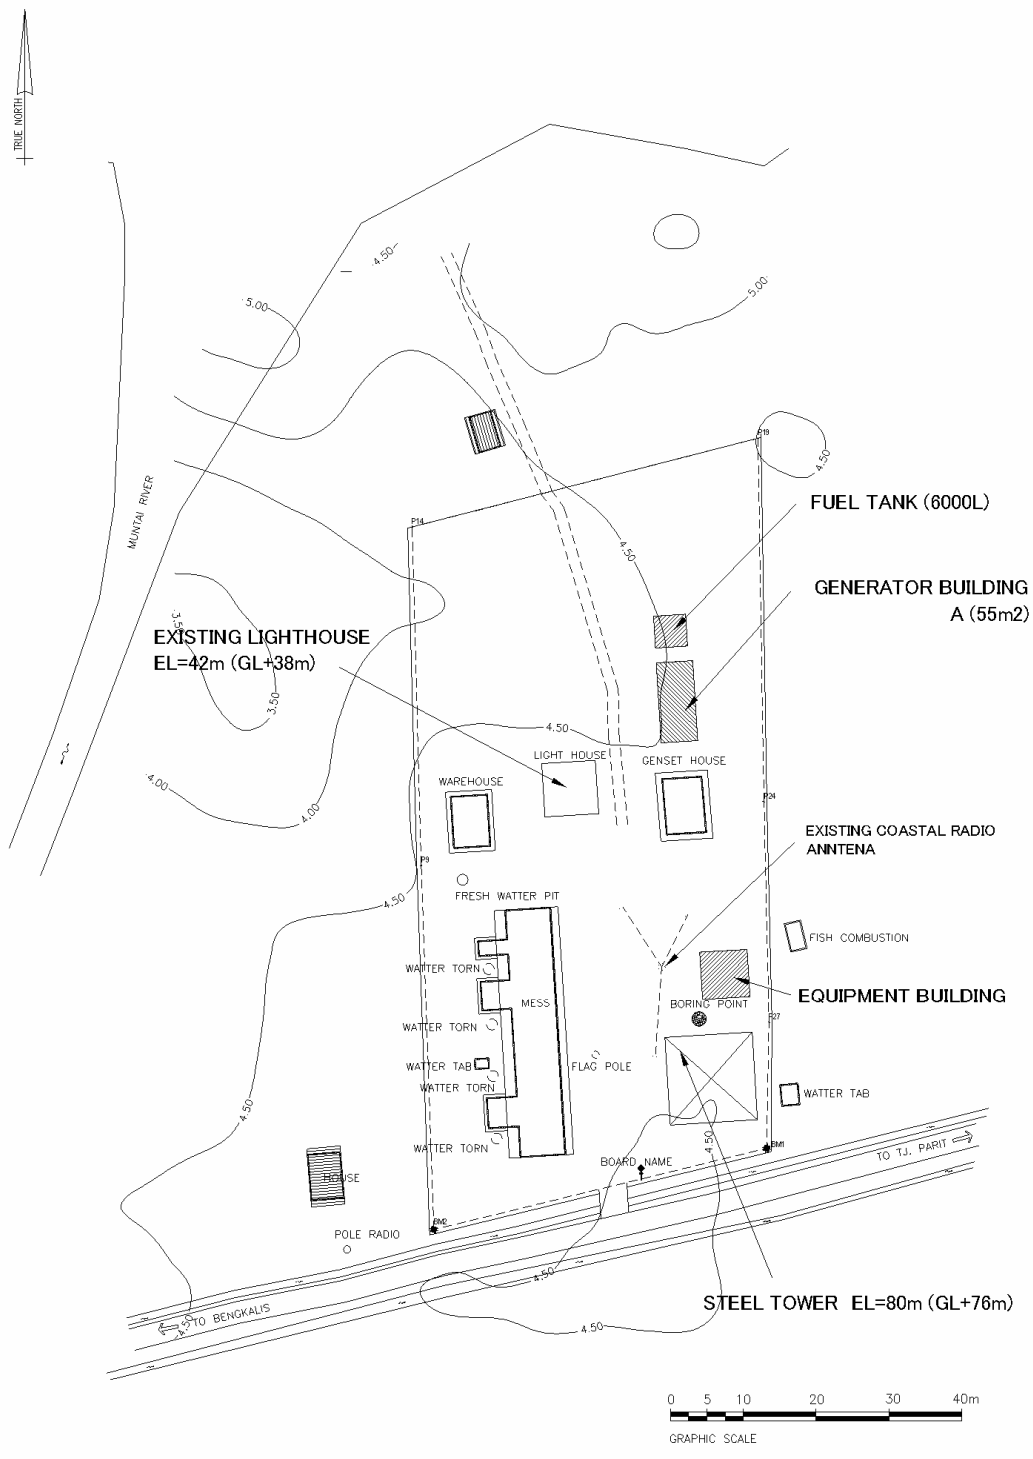 TRUE NORTH
4.50
5.00
5.00
MUNTAI RIVER
P19
4.50
FUEL TANK (6000L)
P14
4.50
GENERATOR BUILDING
A (55m2)
3.50
EXISTING LIGHTHOUSE
EL=42m (GL+38m)
3.50
4.50
LIGHT HOUSE
GENSET HOUSE
4.00
WAREHOUSE
P24
4.00
EXISTING COASTAL RADIO
ANNTENA
P9
FRESH WATTER PIT
4.50
FISH COMBUSTION
WATTER TORN
EQUIPMENT BUILDING
MESS
BORING POINT
P27
WATTER TORN
WATTER TAB
FLAG POLE
WATTER TORN
WATTER TAB
4.50
WATTER TORN
4.50
BM1
TO TJ. PARIT
BOARD NAME
HOUSE
BM2
POLE RADIO
4.50
STEEL TOWER EL=80m (GL+76m)
TO BENGKALIS
4.50
4.50
0 5 10 20 30 40m
GRAPHIC SCALE